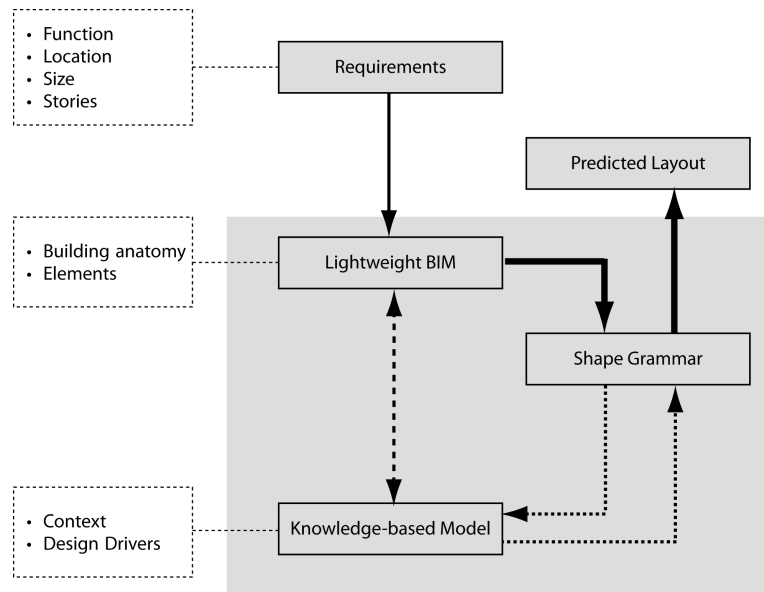 • Function
• Location
• Size
• Stories
Requirements
Predicted Layout
• Building anatomy
• Elements
Lightweight BIM
Shape Grammar
• Context
• Design Drivers
Knowledge-based Model